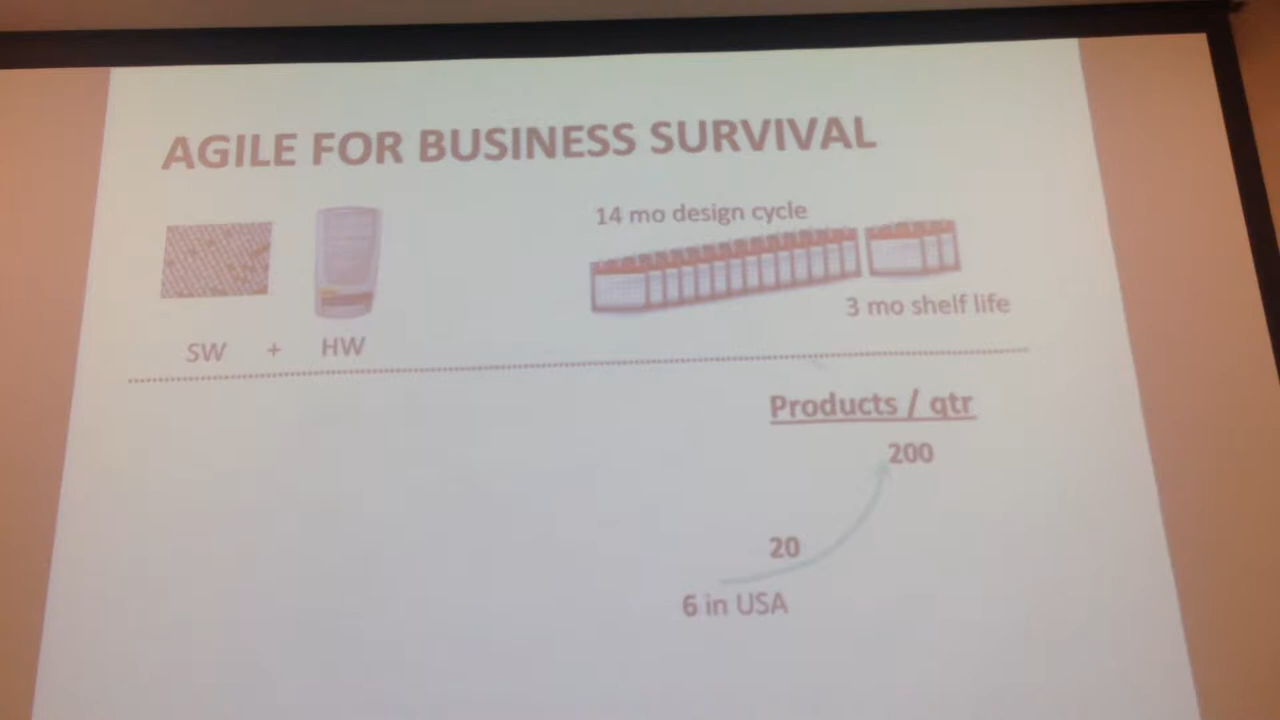 AGILE FOR BUSINESS SURVIVAL
14 mo design cycle
3 mo shelf life
SW + HW
Products / qtr
200
20
6 in USA